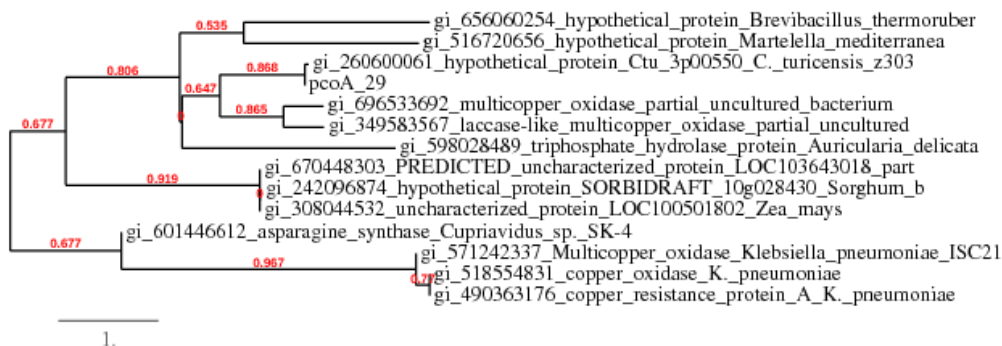 0.535
gi_656060254_hypothetical_protein_Brevibacillus_thermoruber
gi_516720656_hypothetical_protein_Martelella_mediterranea
0.868
gi_260600061_hypothetical_protein_Ctu_3p00550_C._turicensis_z303
0.806
pcoA_29
0.647
gi_696533692_multicopper_oxidase_partial_uncultured_bacterium
0.865
0
gi_349583567_laccase-like_multicopper_oxidase_partial_uncultured
0.677
gi_598028489_triphosphate_hydrolase_protein_Auricularia_delicata
gi_670448303_PREDICTED_uncharacterized_protein_LOC103643018_part
0.919
gi_242096874_hypothetical_protein_SORBIDRAFT_10g028430_Sorghum_b
0
gi_308044532_uncharacterized_protein_LOC100501802_Zea_mays
gi_601446612_asparagine_synthase_Cupriavidus_sp._SK-4
0.677
gi_571242337_Multicopper_oxidase_Klebsiella_pneumoniae_ISC21
0.967
gi_518554831_copper_oxidase_K._pneumoniae
gi_490363176_copper_resistance_protein_A_K._pneumoniae
1.